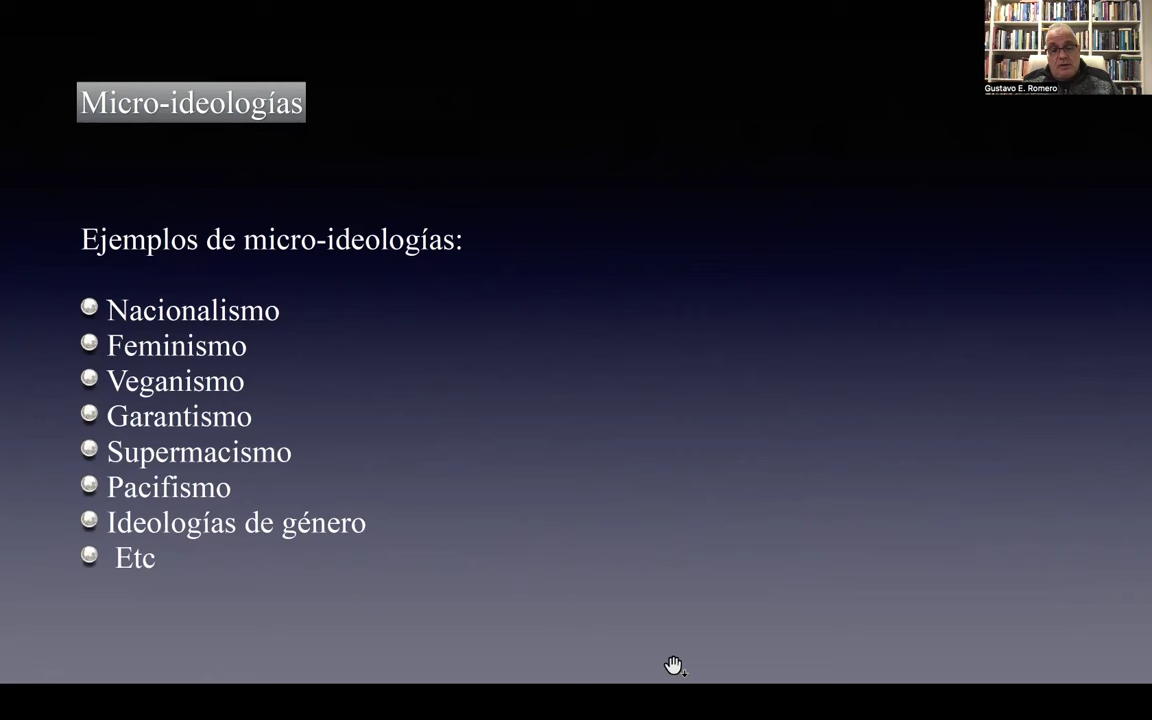 Gustavo E. Romero
Micro-ideologías
Ejemplos de micro-ideologías:
Nacionalismo
Feminismo
Veganismo
Garantismo
Supermacismo
Pacifismo
Ideologías de género
Etc